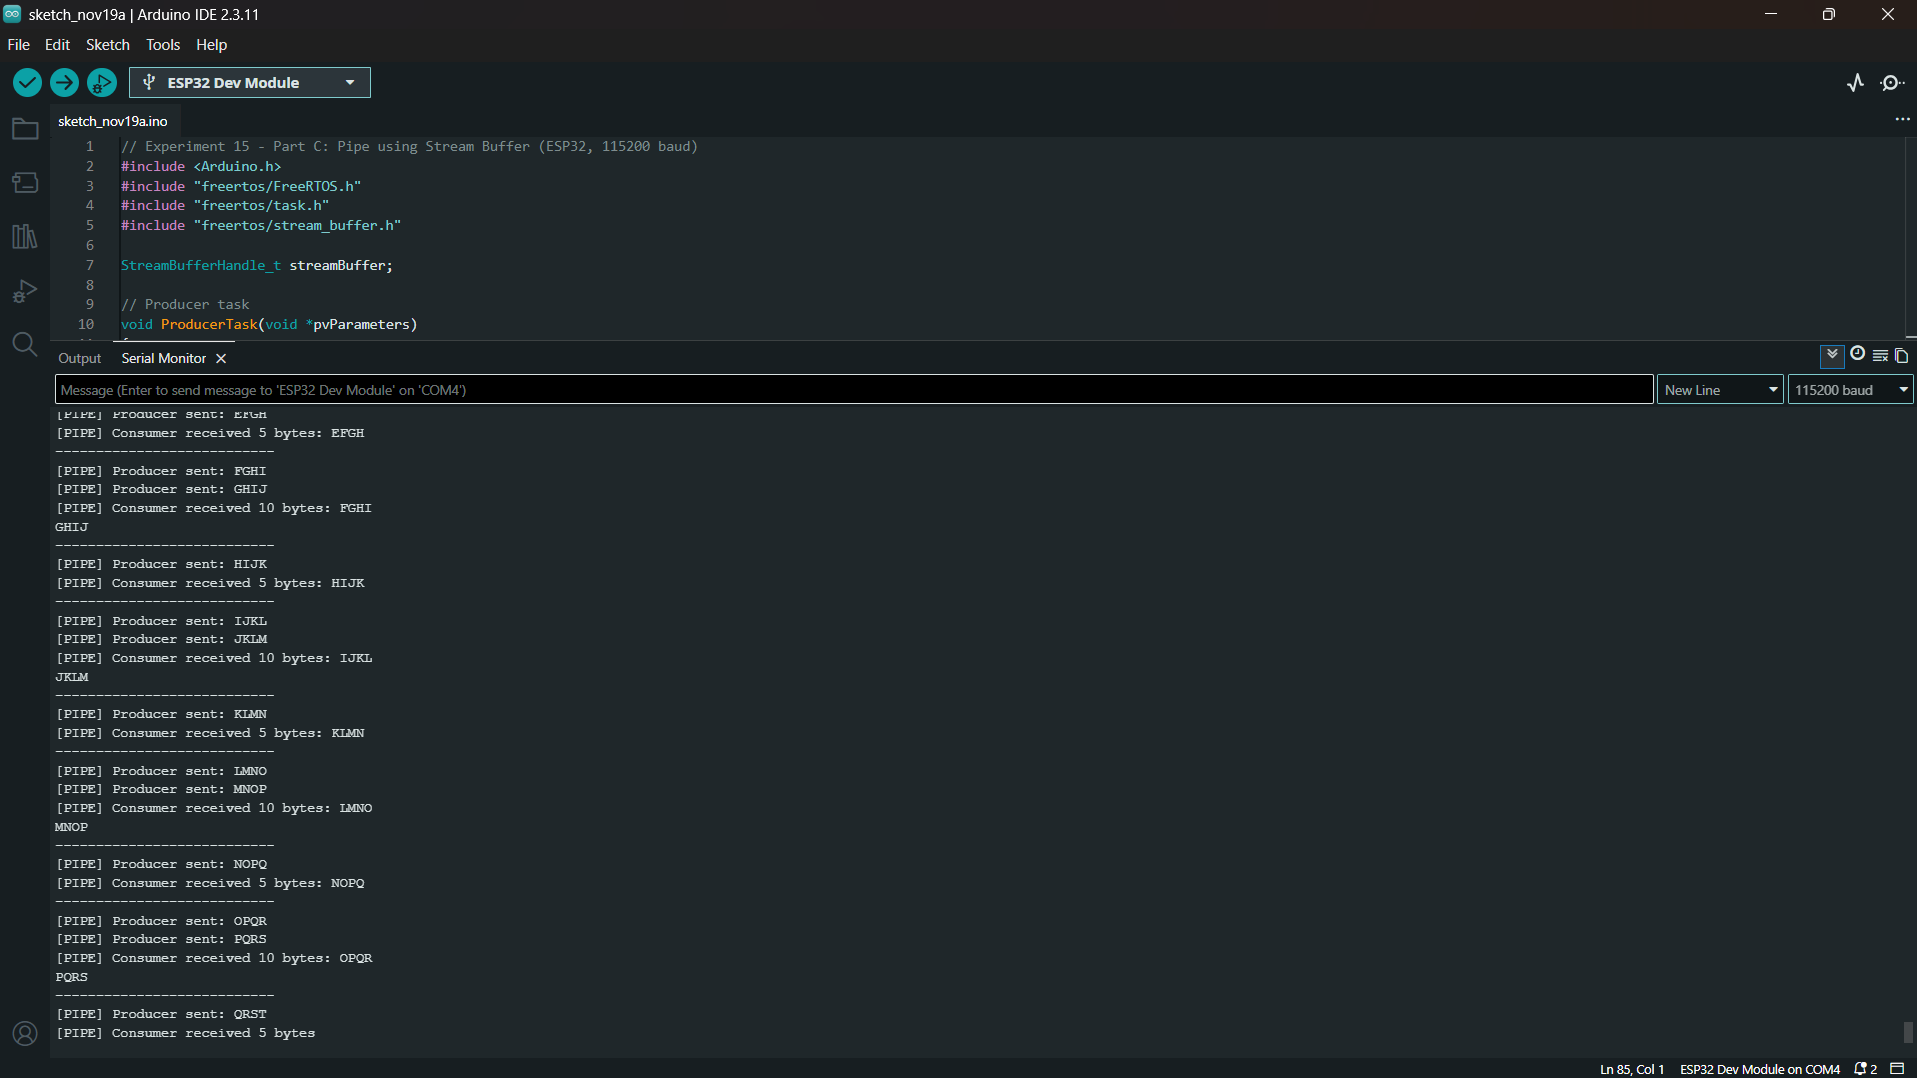 sketch_nov19a | Arduino IDE 2.3.11
File Edit Sketch Tools Help
ESP32 Dev Module
sketch_nov19a.ino
1 // Experiment 15 - Part C: Pipe using Stream Buffer (ESP32, 115200 baud)
2 #include <Arduino.h>
3 #include "freertos/FreeRTOS.h"
4 #include "freertos/task.h"
5 #include "freertos/stream_buffer.h"
6
7 StreamBufferHandle_t streamBuffer;
8
9 // Producer task
10 void ProducerTask(void *pvParameters)
Output Serial Monitor
Message (Enter to send message to 'ESP32 Dev Module' on 'COM4') New Line 115200 baud
[PIPE] Producer sent: EFGH
[PIPE] Consumer received 5 bytes: EFGH
---------------------------
[PIPE] Producer sent: FGHI
[PIPE] Producer sent: GHIJ
[PIPE] Consumer received 10 bytes: FGHI
GHIJ
---------------------------
[PIPE] Producer sent: HIJK
[PIPE] Consumer received 5 bytes: HIJK
---------------------------
[PIPE] Producer sent: IJKL
[PIPE] Producer sent: JKLM
[PIPE] Consumer received 10 bytes: IJKL
JKLM
---------------------------
[PIPE] Producer sent: KLMN
[PIPE] Consumer received 5 bytes: KLMN
---------------------------
[PIPE] Producer sent: LMNO
[PIPE] Producer sent: MNOP
[PIPE] Consumer received 10 bytes: LMNO
MNOP
---------------------------
[PIPE] Producer sent: NOPQ
[PIPE] Consumer received 5 bytes: NOPQ
---------------------------
[PIPE] Producer sent: OPQR
[PIPE] Producer sent: PQRS
[PIPE] Consumer received 10 bytes: OPQR
PQRS
---------------------------
[PIPE] Producer sent: QRST
[PIPE] Consumer received 5 bytes
Ln 85, Col 1 ESP32 Dev Module on COM4 2